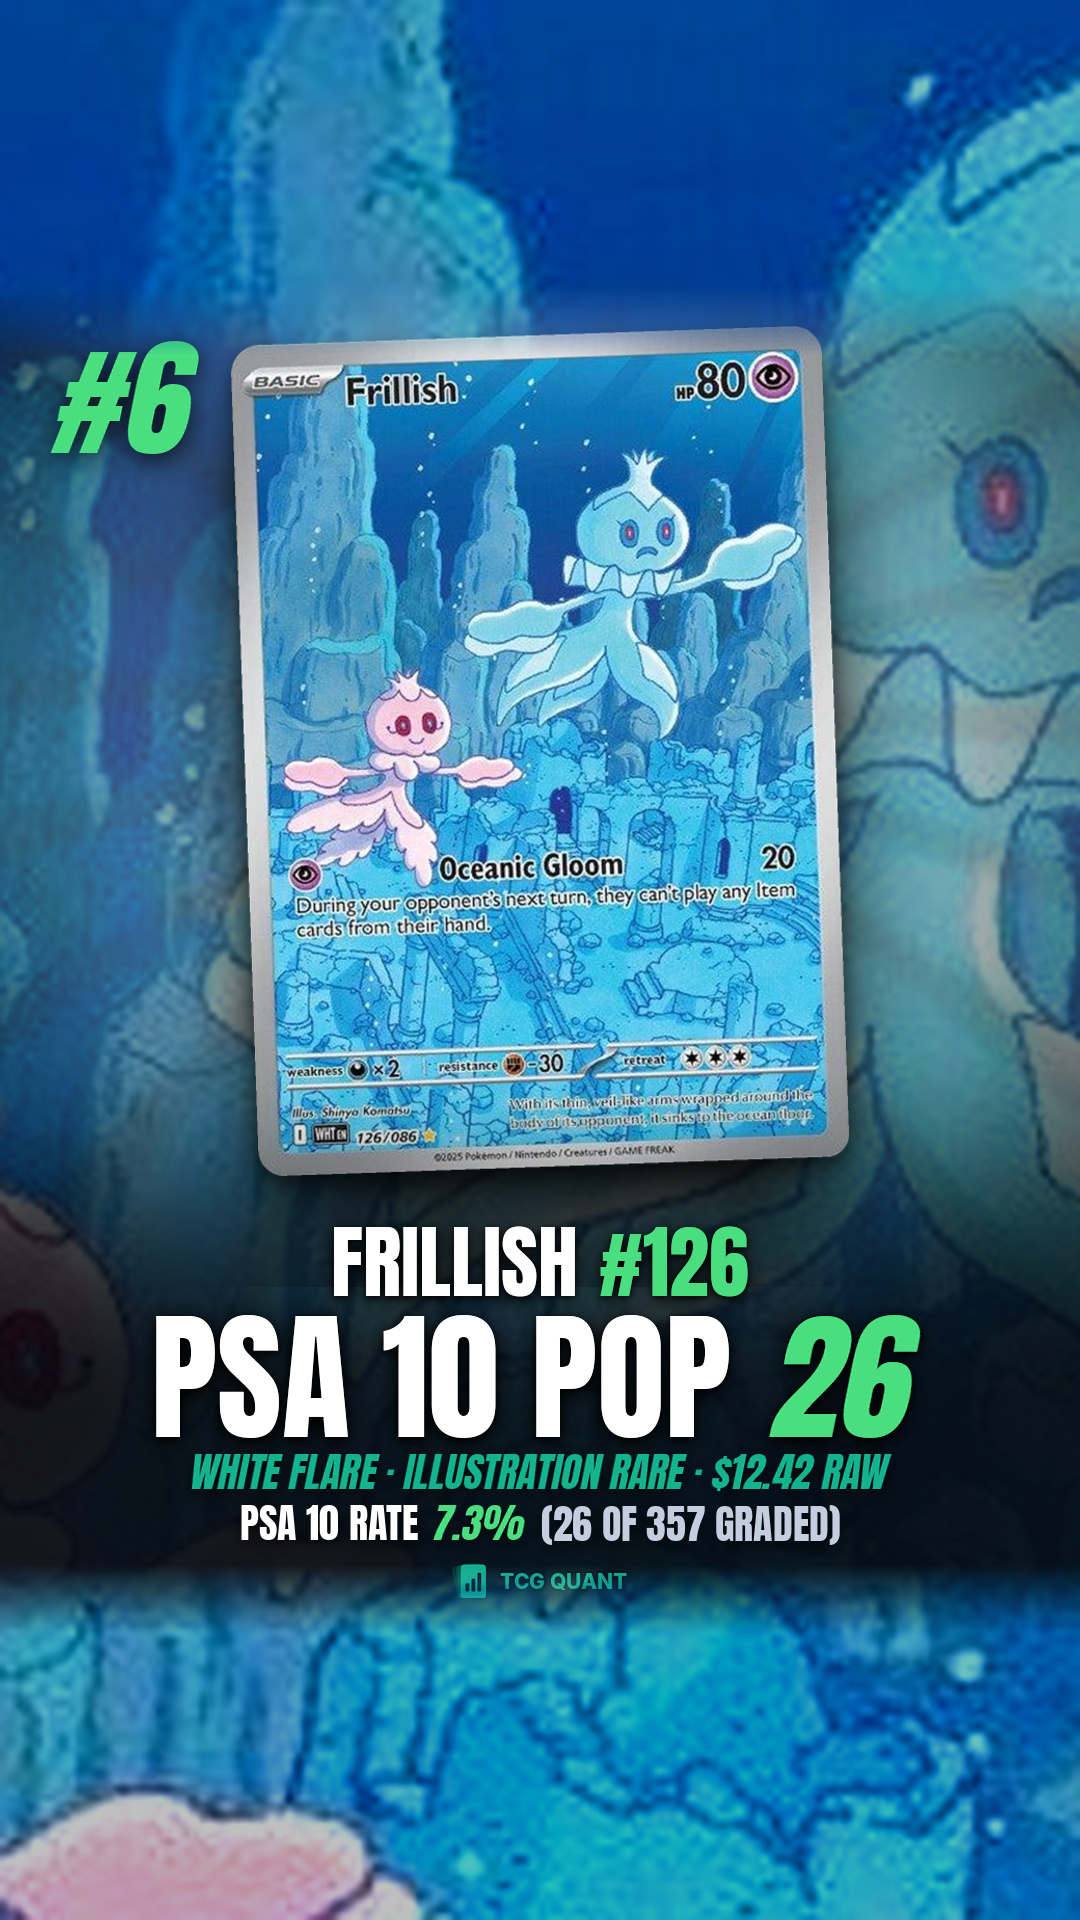 #6
BASIC Frillish HP 80
Oceanic Gloom 20
During your opponent's next turn, they can't play any Item
cards from their hand.
weakness ×2 resistance -30 retreat
Illus. Shinya Komatsu
With its thin, veil-like arms wrapped around the
body of its opponent, it sinks to the ocean floor.
I WHT EN 126/086
©2025 Pokémon / Nintendo / Creatures / GAME FREAK
FRILLISH #126
PSA 10 POP 26
WHITE FLARE · ILLUSTRATION RARE · $12.42 RAW
PSA 10 RATE 7.3% (26 OF 357 GRADED)
TCG QUANT